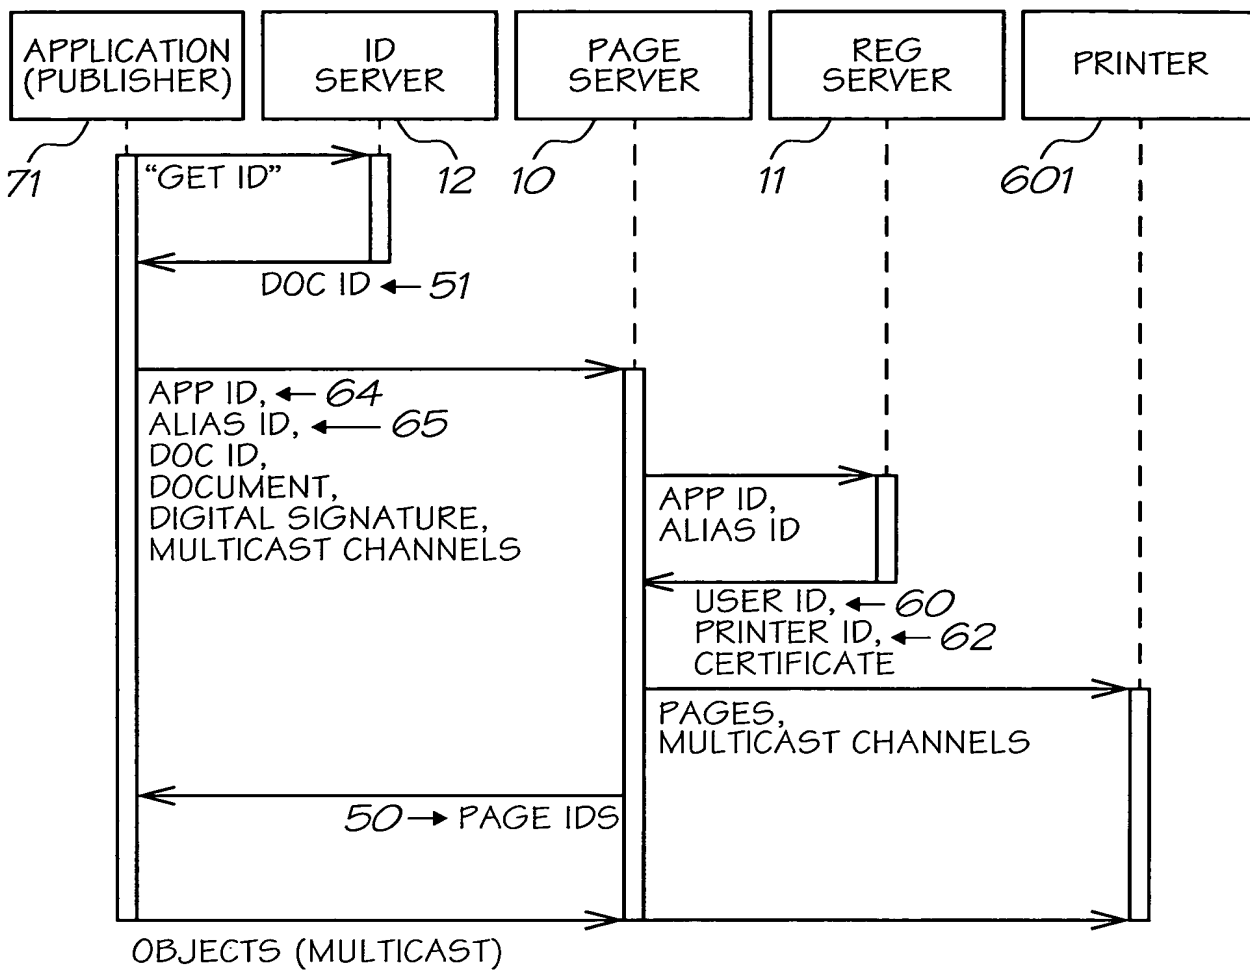 APPLICATION
(PUBLISHER)
ID
SERVER
PAGE
SERVER
REG
SERVER
PRINTER
71
12
10
11
601
“GET ID”
DOC ID 51
APP ID, 64
ALIAS ID, 65
DOC ID,
DOCUMENT,
DIGITAL SIGNATURE,
MULTICAST CHANNELS
APP ID,
ALIAS ID
USER ID, 60
PRINTER ID, 62
CERTIFICATE
PAGES,
MULTICAST CHANNELS
50 PAGE IDS
OBJECTS (MULTICAST)